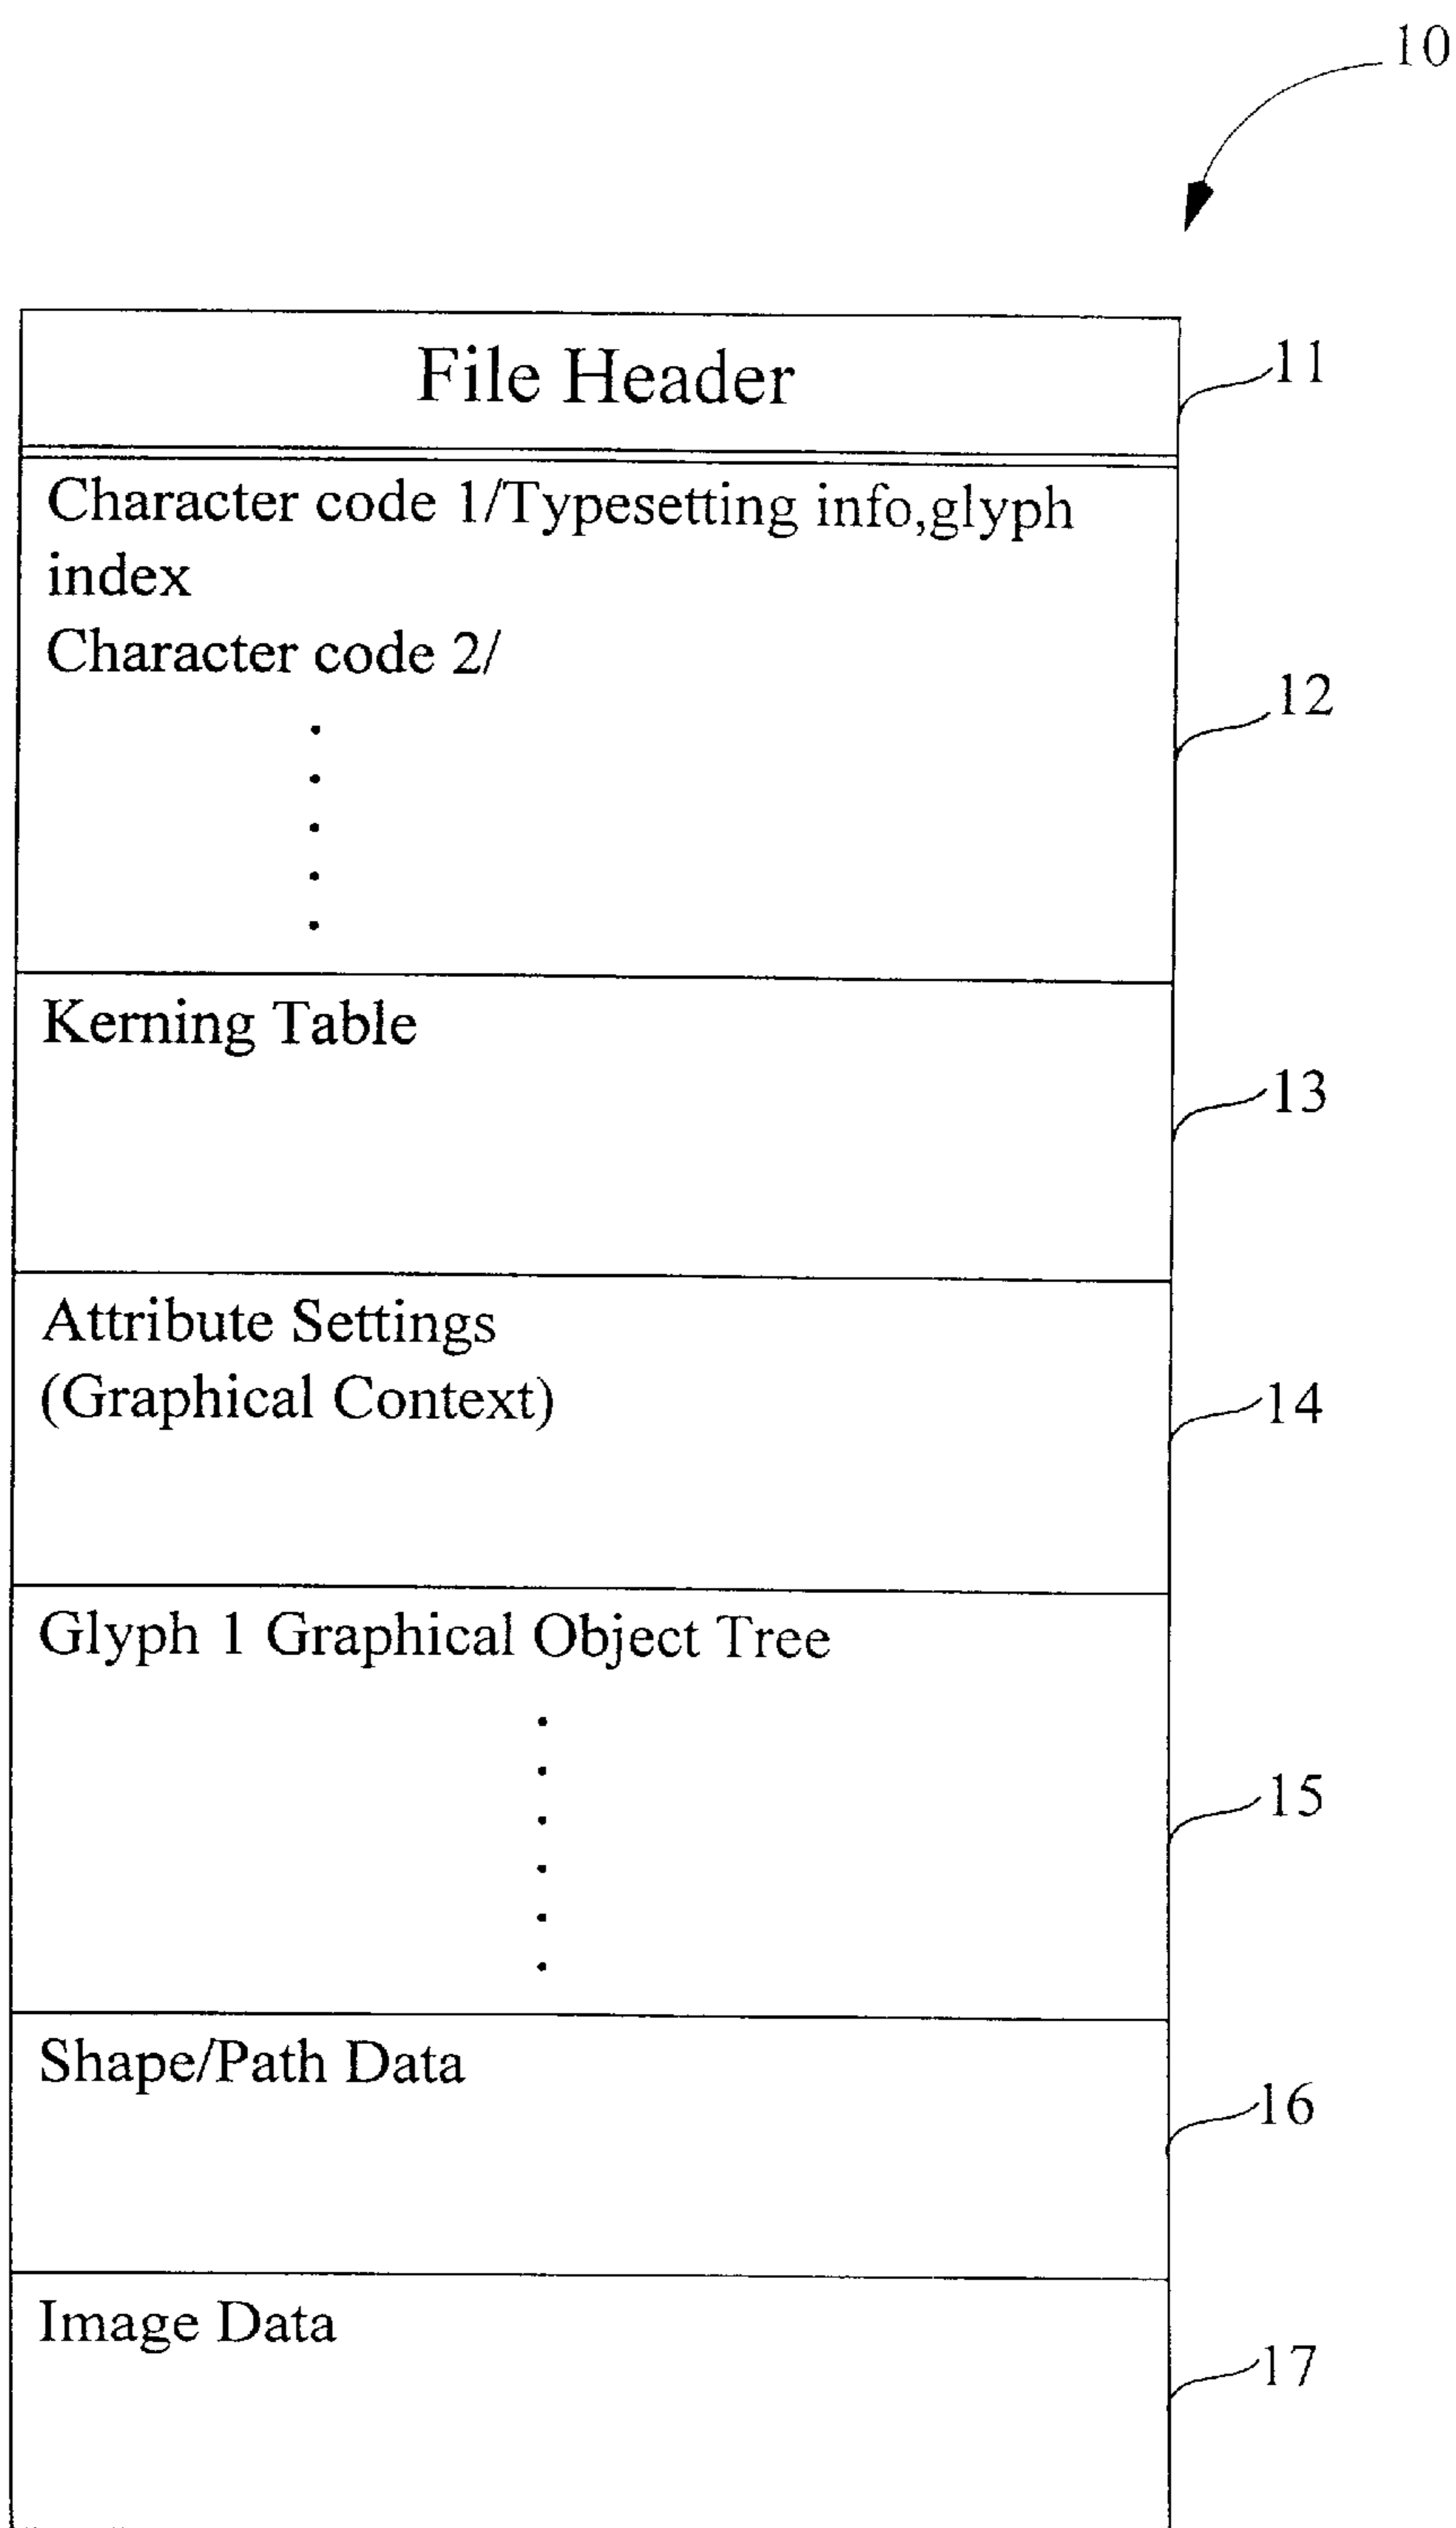 10
File Header
11
Character code 1/Typesetting info,glyph
index
Character code 2/
12
Kerning Table
13
Attribute Settings
(Graphical Context)
14
Glyph 1 Graphical Object Tree
15
Shape/Path Data
16
Image Data
17